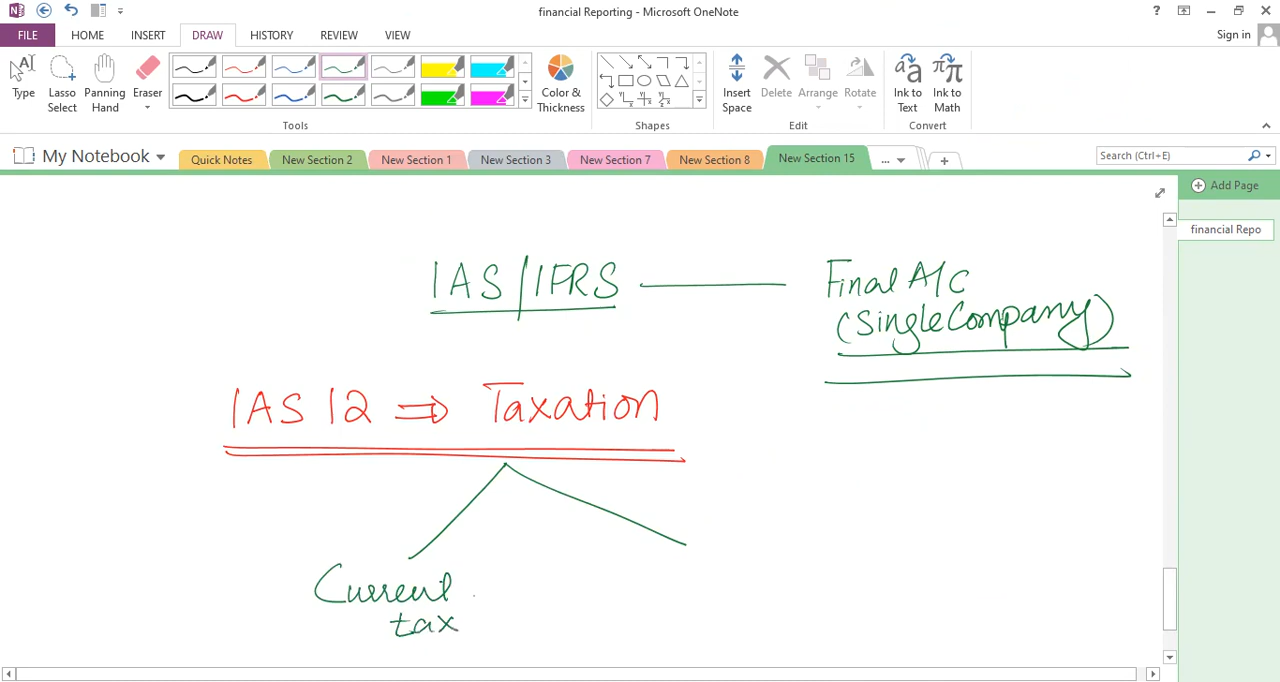 financial Reporting - Microsoft OneNote
FILE HOME INSERT DRAW HISTORY REVIEW VIEW Sign in
Type Lasso Select Panning Hand Eraser Color & Thickness Insert Space Delete Arrange Rotate Ink to Text Ink to Math
Tools Shapes Edit Convert
My Notebook Quick Notes New Section 2 New Section 1 New Section 3 New Section 7 New Section 8 New Section 15 ... Search (Ctrl+E)
Add Page
financial Repo
IAS/IFRS Final A/C
(Single Company)
IAS 12 ⇒ Taxation
Current
tax